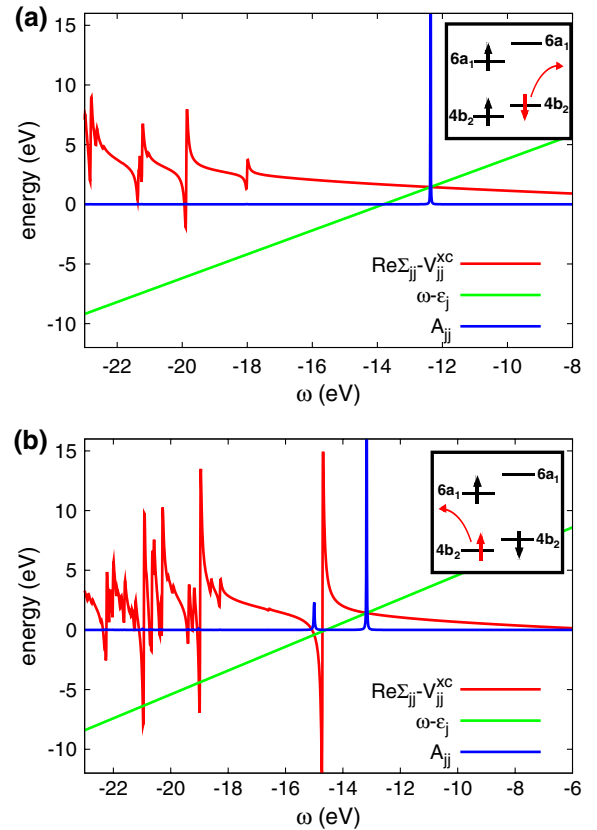 (a)
15
10
5
0
-5
-10
energy (eV)
6a₁
6a₁
4b₂
4b₂
ReΣⱼⱼ-Vⱼⱼˣᶜ
ω-εⱼ
Aⱼⱼ
-22 -20 -18 -16 -14 -12 -10 -8
ω (eV)
(b)
15
10
5
0
-5
-10
energy (eV)
6a₁
6a₁
4b₂
4b₂
ReΣⱼⱼ-Vⱼⱼˣᶜ
ω-εⱼ
Aⱼⱼ
-22 -20 -18 -16 -14 -12 -10 -8 -6
ω (eV)